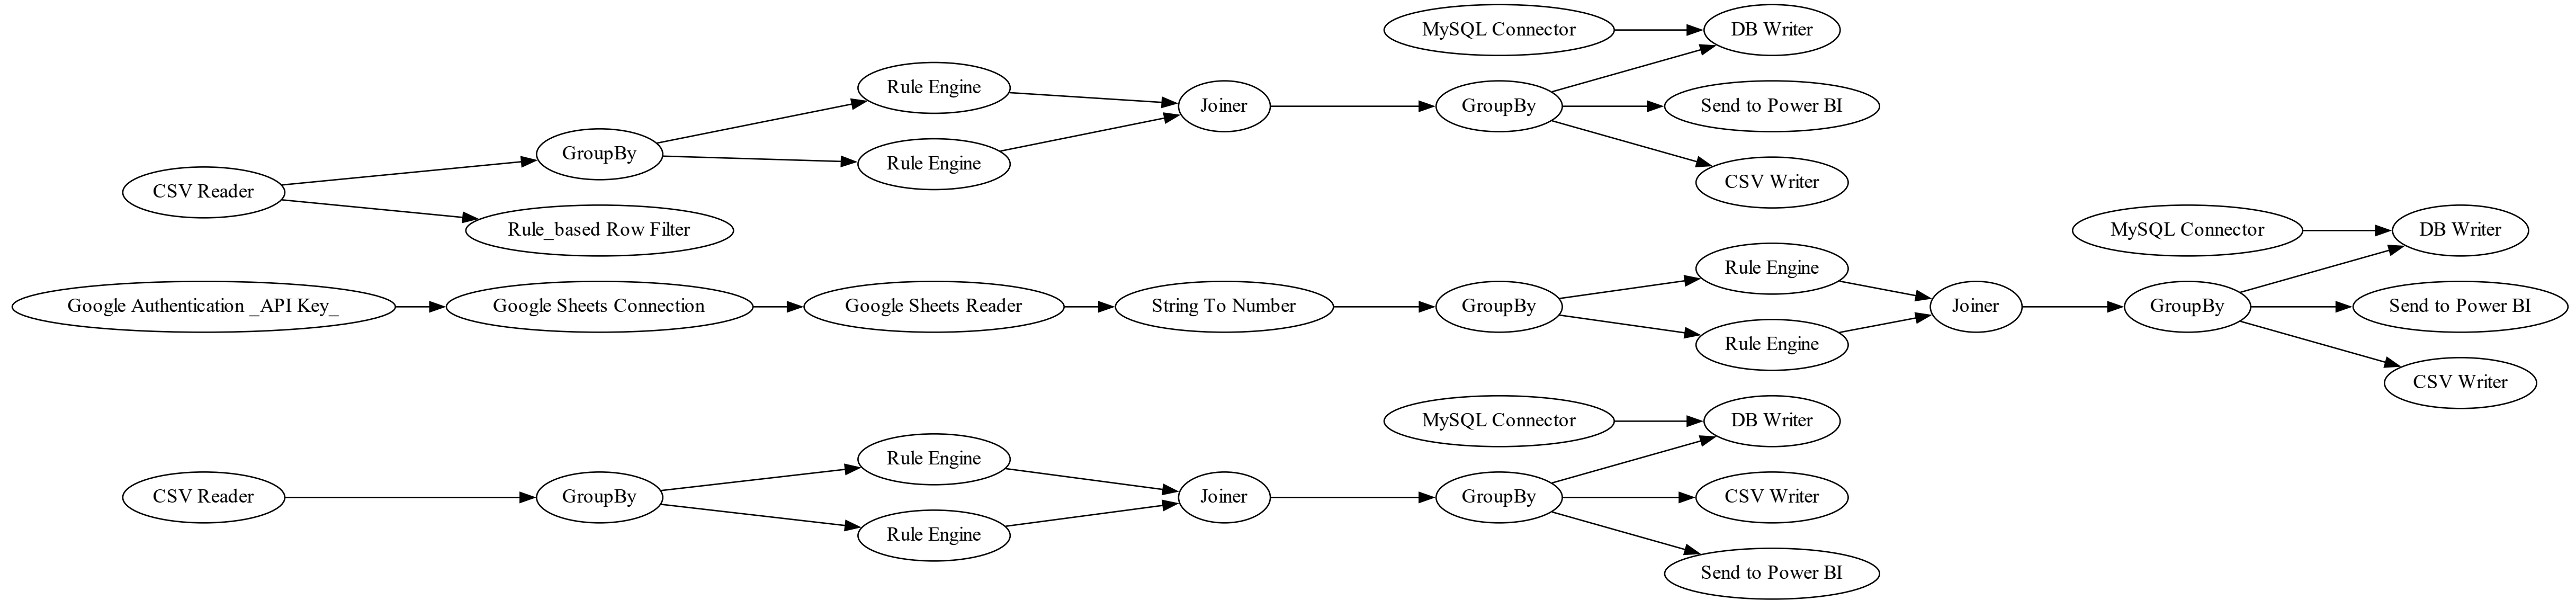 MySQL Connector
DB Writer
Rule Engine
Joiner
GroupBy
Send to Power BI
GroupBy
Rule Engine
CSV Writer
CSV Reader
Rule_based Row Filter
MySQL Connector
DB Writer
Rule Engine
Google Authentication _API Key_
Google Sheets Connection
Google Sheets Reader
String To Number
GroupBy
Joiner
GroupBy
Send to Power BI
Rule Engine
CSV Writer
MySQL Connector
DB Writer
Rule Engine
CSV Reader
GroupBy
Joiner
GroupBy
CSV Writer
Rule Engine
Send to Power BI